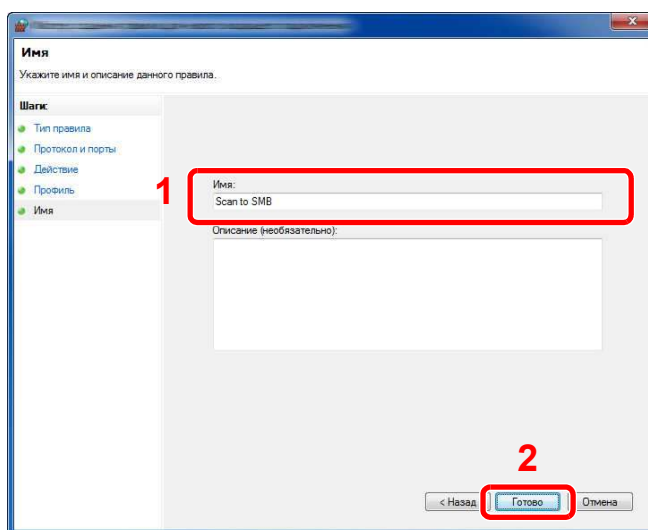 Имя
Укажите имя и описание данного правила.
Шаги:
Тип правила
Протокол и порты
Действие
Профиль
Имя
1
Имя:
Scan to SMB
Описание (необязательно):
2
< Назад
Готово
Отмена